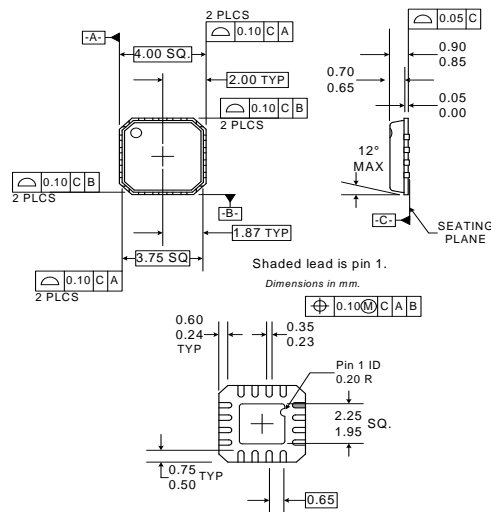 2 PLCS
⌓ 0.10 C A
-A-
4.00 SQ.
2.00 TYP
⌓ 0.10 C B
2 PLCS
⌓ 0.10 C B
2 PLCS
-B-
1.87 TYP
3.75 SQ
⌓ 0.10 C A
2 PLCS
⌓ 0.05 C
0.90
0.85
0.70
0.65
0.05
0.00
12°
MAX
-C-
SEATING
PLANE
Shaded lead is pin 1.
Dimensions in mm.
⌖ 0.10 Ⓜ C A B
0.60
0.24
TYP
0.35
0.23
Pin 1 ID
0.20 R
2.25
1.95
SQ.
0.75
0.50
TYP
0.65